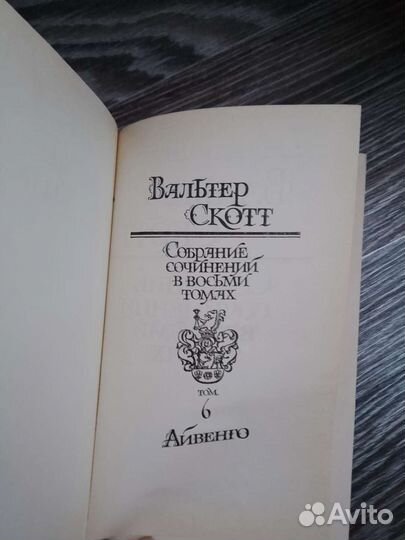 Вальтер
Скотт
Собрание
сочинений
в восьми
томах
том
6
Айвенго
Avito